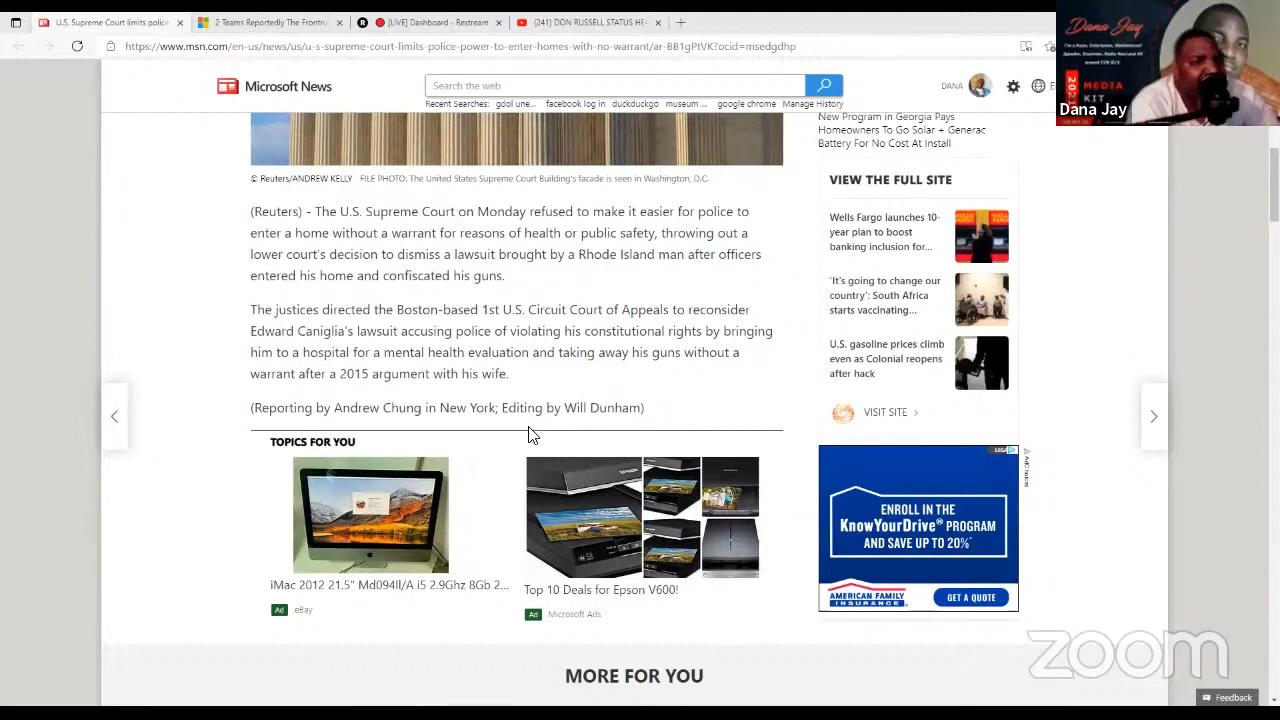 U.S. Supreme Court limits police
2 Teams Reportedly The Frontru
[LIVE] Dashboard - Restream
(241) DON RUSSELL STATUS HE
https://www.msn.com/en-us/news/us/u-s-supreme-court-limits-police-power-to-enter-homes-with-no-warrant/ar-BB1gPtVK?ocid=msedgdhp
Dana Jay
MEDIA
KIT
Dana Jay
Microsoft News
Search the web
DANA
Recent Searches: gdol une... facebook log in duckduckgo museum ... google chrome Manage History
New Program in Georgia Pays
Homeowners To Go Solar + Generac
Battery For No Cost At Install
© Reuters/ANDREW KELLY FILE PHOTO: The United States Supreme Court Building's facade is seen in Washington, D.C.
(Reuters) - The U.S. Supreme Court on Monday refused to make it easier for police to
enter a home without a warrant for reasons of health or public safety, throwing out a
lower court's decision to dismiss a lawsuit brought by a Rhode Island man after officers
entered his home and confiscated his guns.
The justices directed the Boston-based 1st U.S. Circuit Court of Appeals to reconsider
Edward Caniglia's lawsuit accusing police of violating his constitutional rights by bringing
him to a hospital for a mental health evaluation and taking away his guns without a
warrant after a 2015 argument with his wife.
(Reporting by Andrew Chung in New York; Editing by Will Dunham)
VIEW THE FULL SITE
Wells Fargo launches 10-
year plan to boost
banking inclusion for...
'It's going to change our
country': South Africa
starts vaccinating...
U.S. gasoline prices climb
even as Colonial reopens
after hack
VISIT SITE
TOPICS FOR YOU
iMac 2012 21.5" Md094ll/A i5 2.9Ghz 8Gb 2...
Ad eBay
Top 10 Deals for Epson V600!
Ad Microsoft Ads
AdChoices
ENROLL IN THE
KnowYourDrive® PROGRAM
AND SAVE UP TO 20%*
AMERICAN FAMILY
INSURANCE
GET A QUOTE
MORE FOR YOU
zoom
Feedback